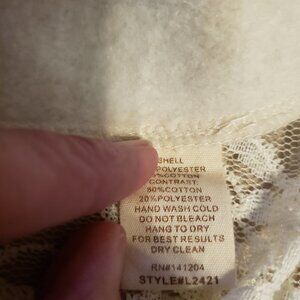 SHELL
POLYESTER
COTTON
CONTRAST:
80%COTTON
20%POLYESTER
HAND WASH COLD
DO NOT BLEACH
HANG TO DRY
FOR BEST RESULTS
DRY CLEAN
RN#141204
STYLE#L2421